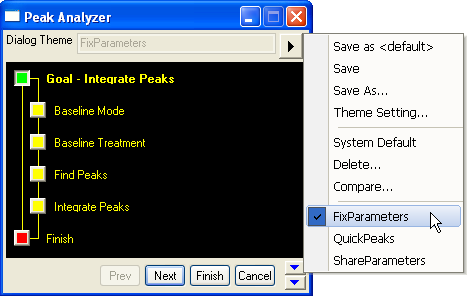 Peak Analyzer
Dialog Theme FixParameters
Goal - Integrate Peaks
Baseline Mode
Baseline Treatment
Find Peaks
Integrate Peaks
Finish
Prev Next Finish Cancel
Save as <default>
Save
Save As...
Theme Setting...
System Default
Delete...
Compare...
FixParameters
QuickPeaks
ShareParameters